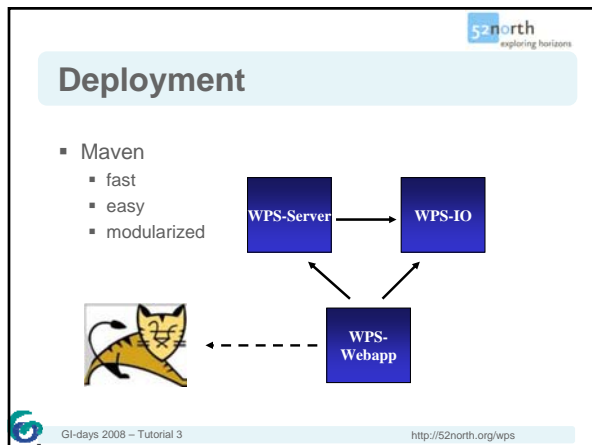 52north
exploring horizons
Deployment
▪ Maven
▪ fast
▪ easy
▪ modularized
WPS-Server
WPS-IO
WPS-
Webapp
GI-days 2008 – Tutorial 3
http://52north.org/wps